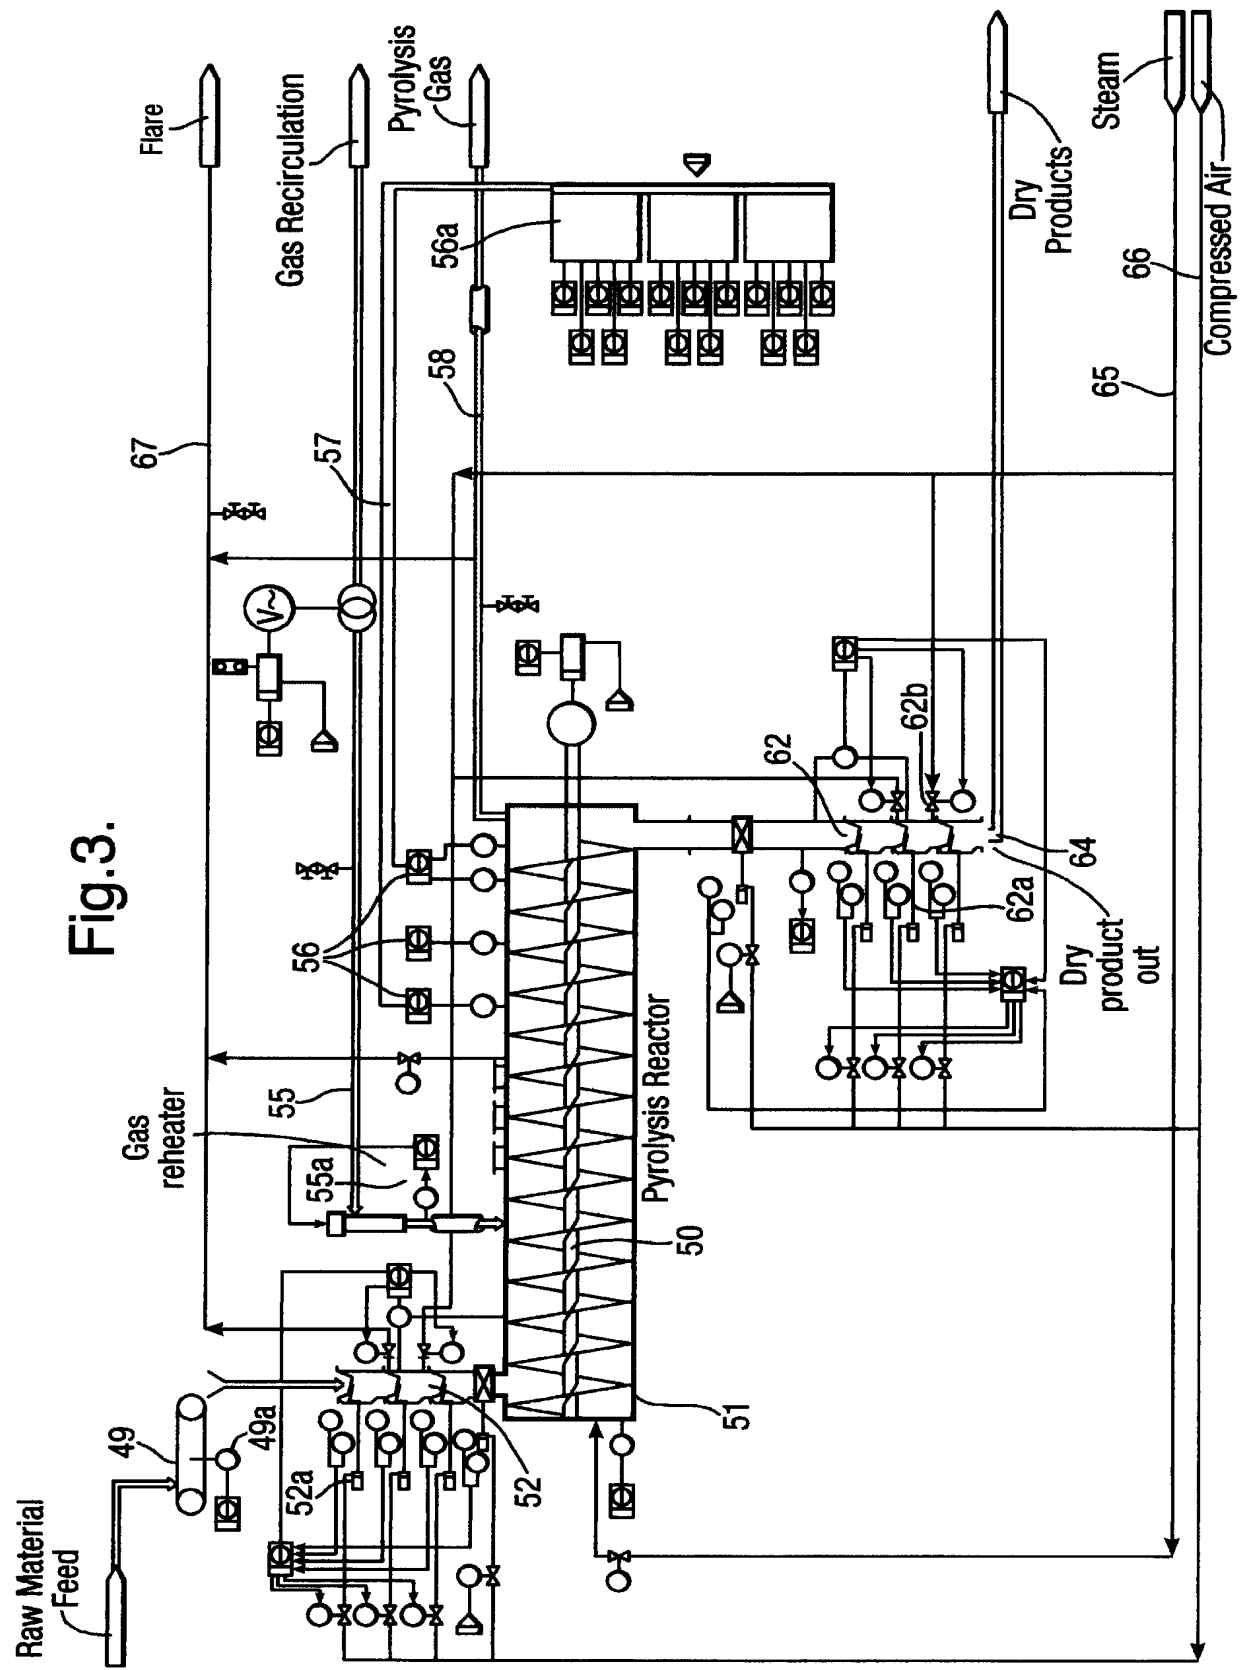 Fig.3.
Raw Material
Feed
49
49a
52a
52
Gas
reheater
55
55a
56
57
67
58
56a
Flare
Gas Recirculation
Pyrolysis
Gas
V~
50
51
Pyrolysis Reactor
62
62b
62a
64
Dry
product
out
Dry
Products
65
66
Steam
Compressed Air